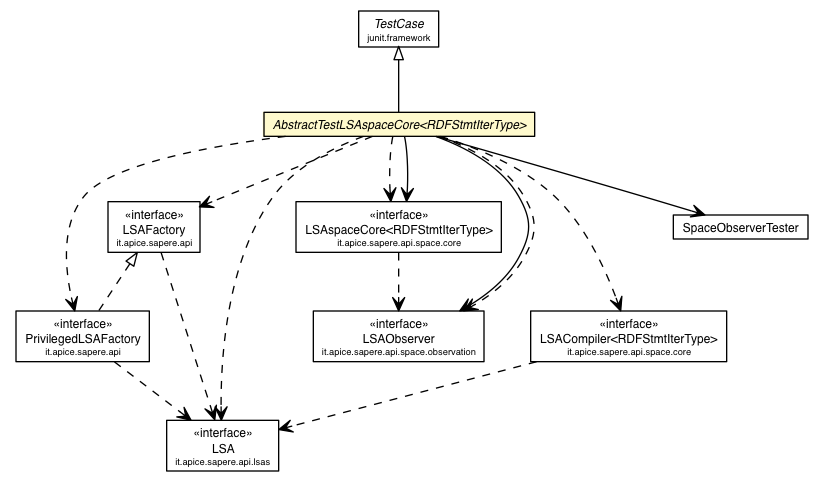 TestCase
junit.framework
AbstractTestLSAspaceCore<RDFStmtIterType>
«interface»
LSAFactory
it.apice.sapere.api
«interface»
LSAspaceCore<RDFStmtIterType>
it.apice.sapere.api.space.core
SpaceObserverTester
«interface»
PrivilegedLSAFactory
it.apice.sapere.api
«interface»
LSAObserver
it.apice.sapere.api.space.observation
«interface»
LSACompiler<RDFStmtIterType>
it.apice.sapere.api.space.core
«interface»
LSA
it.apice.sapere.api.lsas